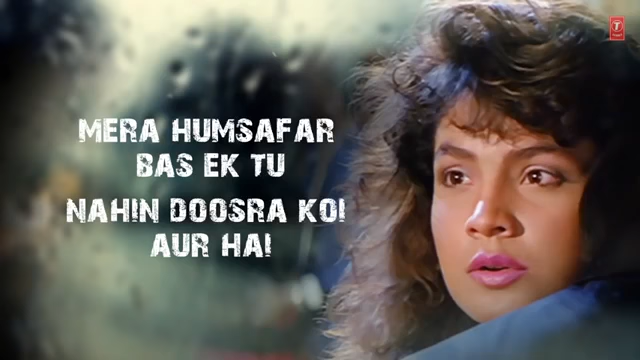 MERA HUMSAFAR
BAS EK TU
NAHIN DOOSRA KOI
AUR HAI